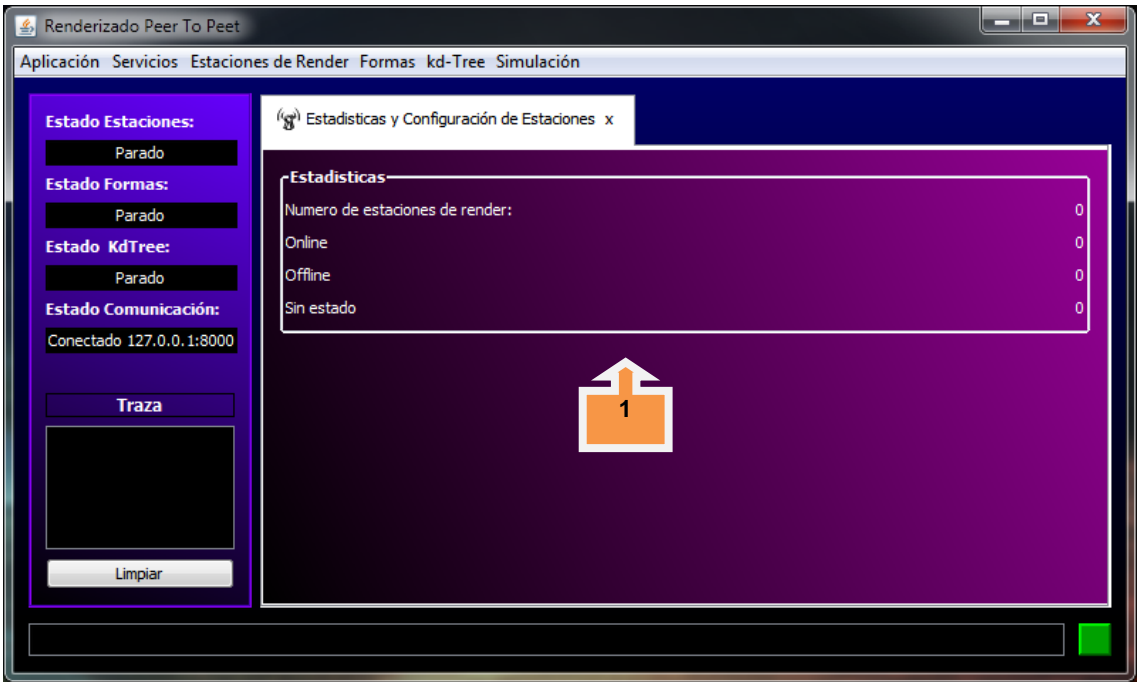 Renderizado Peer To Peet
Aplicación Servicios Estaciones de Render Formas kd-Tree Simulación
Estado Estaciones:
Parado
Estado Formas:
Parado
Estado KdTree:
Parado
Estado Comunicación:
Conectado 127.0.0.1:8000
Traza
Limpiar
Estadisticas y Configuración de Estaciones x
Estadisticas
Numero de estaciones de render: 0
Online 0
Offline 0
Sin estado 0
1